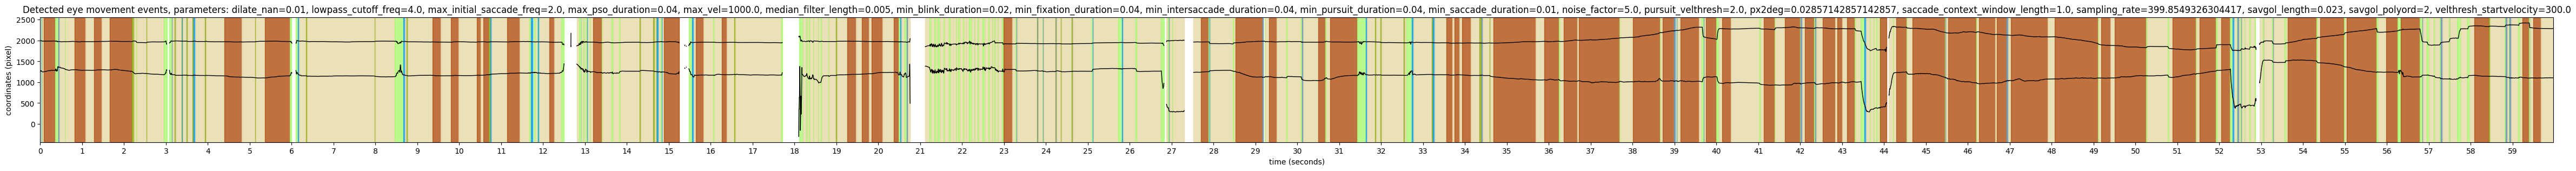 Detected eye movement events, parameters: dilate_nan=0.01, lowpass_cutoff_freq=4.0, max_initial_saccade_freq=2.0, max_pso_duration=0.04, max_vel=1000.0, median_filter_length=0.005, min_blink_duration=0.02, min_fixation_duration=0.04, min_intersaccade_duration=0.04, min_pursuit_duration=0.04, min_saccade_duration=0.01, noise_factor=5.0, pursuit_velthresh=2.0, px2deg=0.02857142857142857, saccade_context_window_length=1.0, sampling_rate=399.8549326304417, savgol_length=0.023, savgol_polyord=2, velthresh_startvelocity=300.0
coordinates (pixel)
2500
2000
1500
1000
500
0
0 1 2 3 4 5 6 7 8 9 10 11 12 13 14 15 16 17 18 19 20 21 22 23 24 25 26 27 28 29 30 31 32 33 34 35 36 37 38 39 40 41 42 43 44 45 46 47 48 49 50 51 52 53 54 55 56 57 58 59
time (seconds)